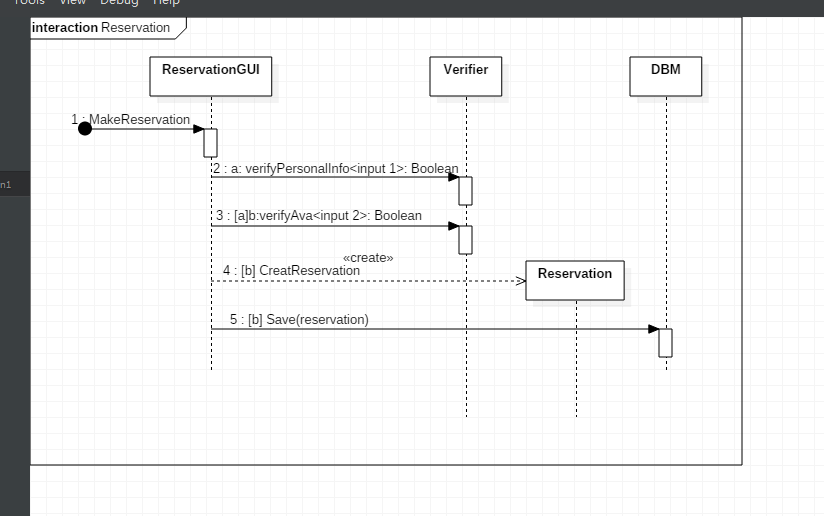 Tools View Debug Help
interaction Reservation
ReservationGUI Verifier DBM
1 : MakeReservation
n1
2 : a: verifyPersonalInfo<input 1>: Boolean
3 : [a]b:verifyAva<input 2>: Boolean
«create»
4 : [b] CreatReservation
Reservation
5 : [b] Save(reservation)